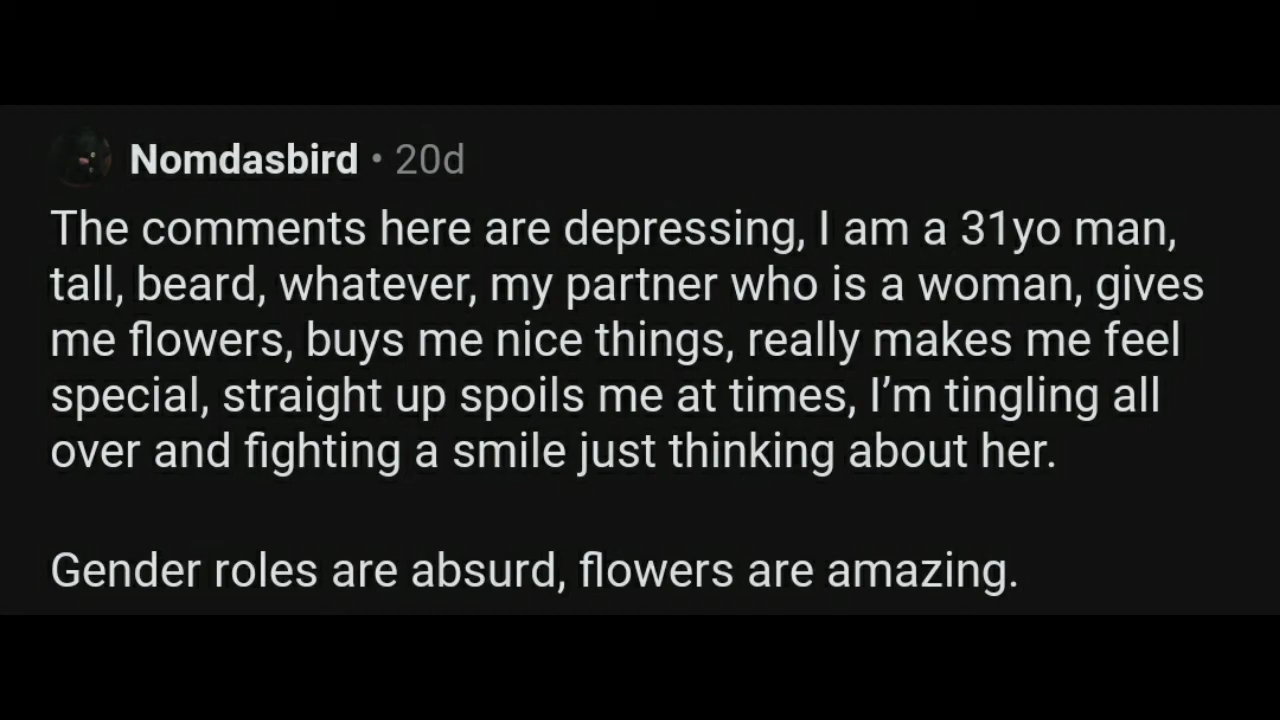 Nomdasbird • 20d
The comments here are depressing, I am a 31yo man,
tall, beard, whatever, my partner who is a woman, gives
me flowers, buys me nice things, really makes me feel
special, straight up spoils me at times, I’m tingling all
over and fighting a smile just thinking about her.
Gender roles are absurd, flowers are amazing.